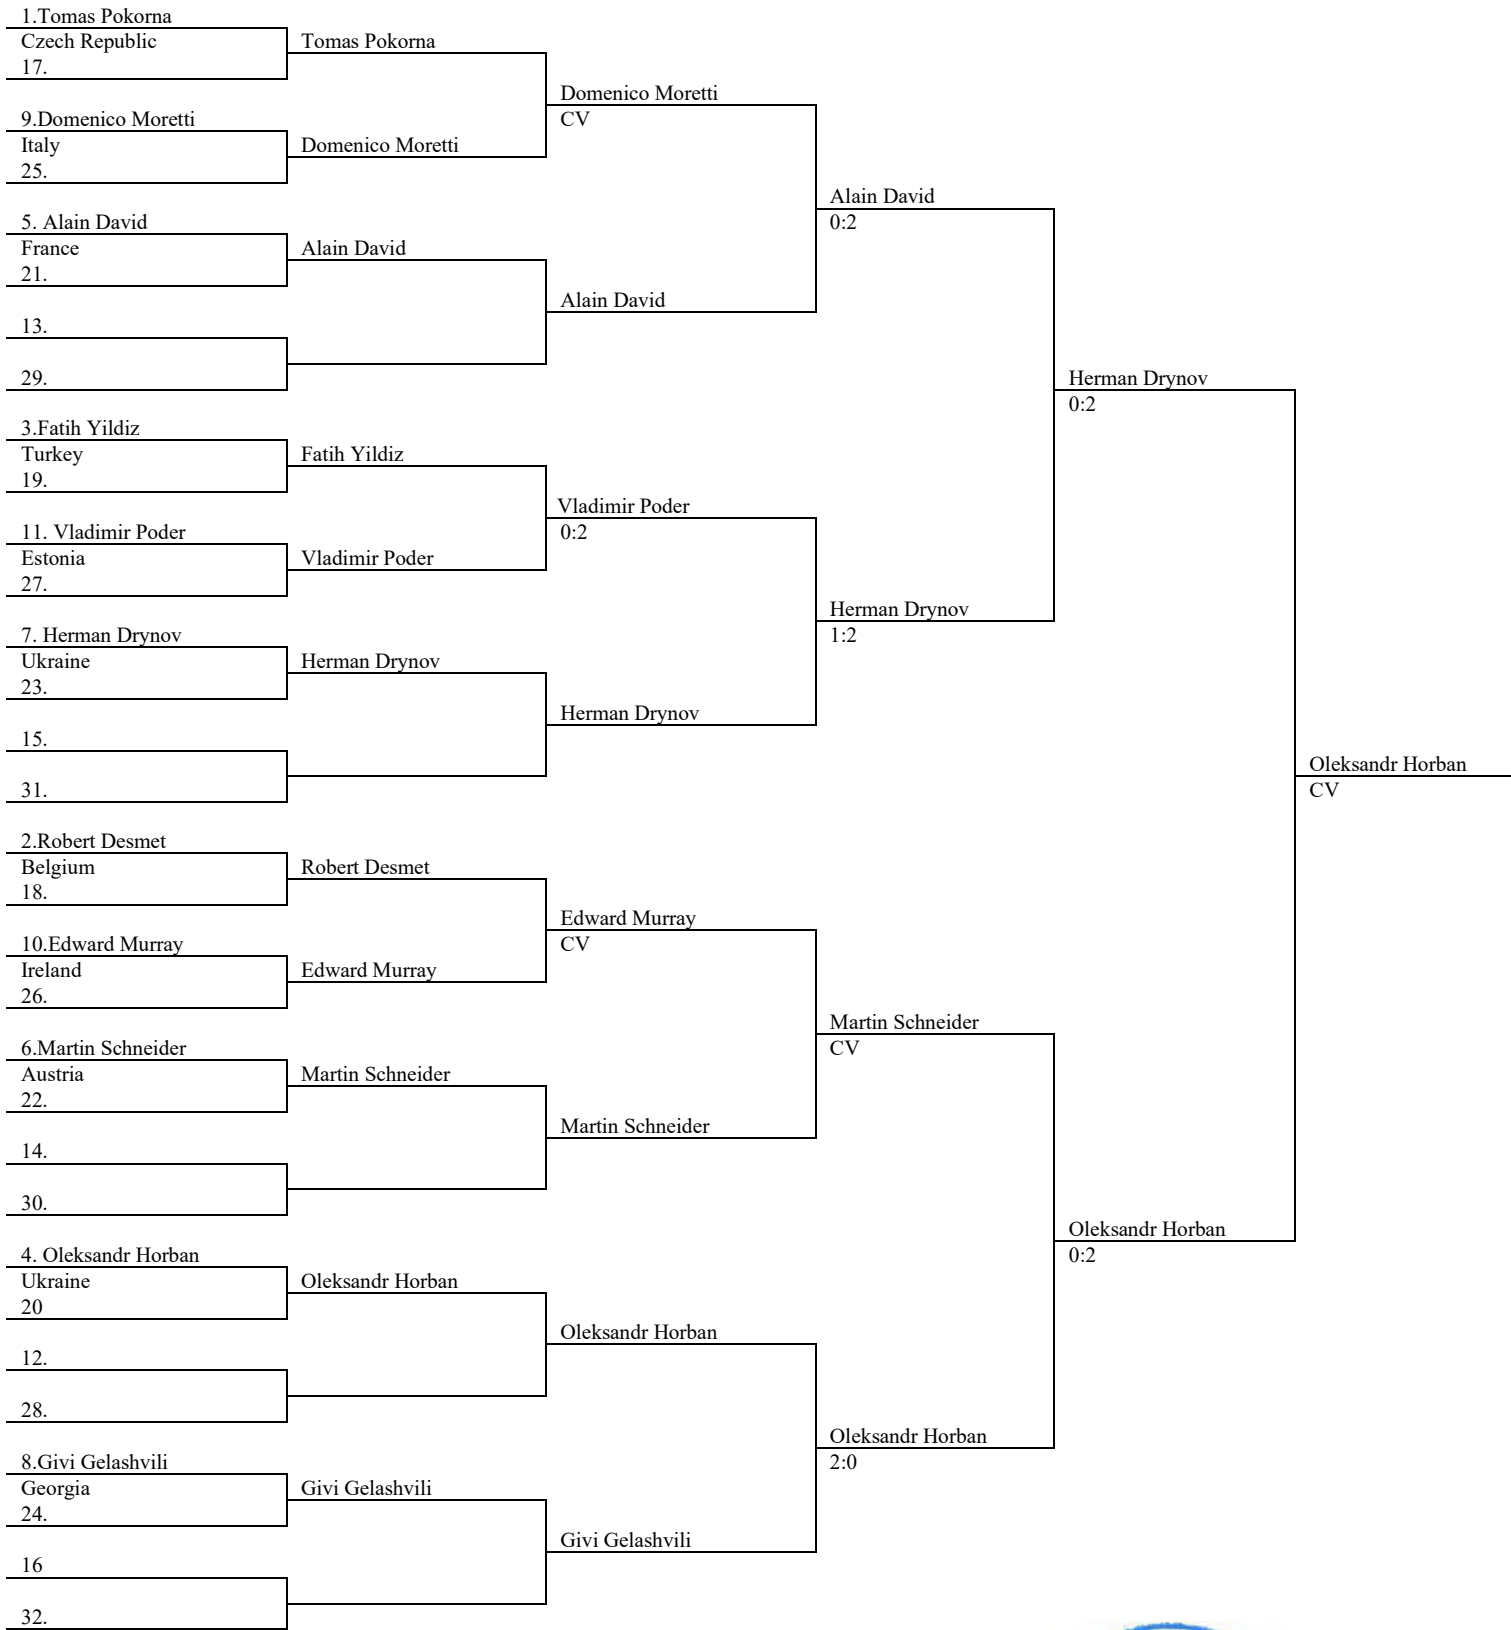 1.Tomas Pokorna
Czech Republic
17.
9.Domenico Moretti
Italy
25.
5. Alain David
France
21.
13.
29.
3.Fatih Yildiz
Turkey
19.
11. Vladimir Poder
Estonia
27.
7. Herman Drynov
Ukraine
23.
15.
31.
2.Robert Desmet
Belgium
18.
10.Edward Murray
Ireland
26.
6.Martin Schneider
Austria
22.
14.
30.
4. Oleksandr Horban
Ukraine
20
12.
28.
8.Givi Gelashvili
Georgia
24.
16
32.
Tomas Pokorna
Domenico Moretti
Alain David
Fatih Yildiz
Vladimir Poder
Herman Drynov
Robert Desmet
Edward Murray
Martin Schneider
Oleksandr Horban
Givi Gelashvili
Domenico Moretti
CV
Alain David
Vladimir Poder
0:2
Herman Drynov
Edward Murray
CV
Martin Schneider
Oleksandr Horban
Givi Gelashvili
Alain David
0:2
Herman Drynov
1:2
Martin Schneider
CV
Oleksandr Horban
2:0
Herman Drynov
0:2
Oleksandr Horban
0:2
Oleksandr Horban
CV